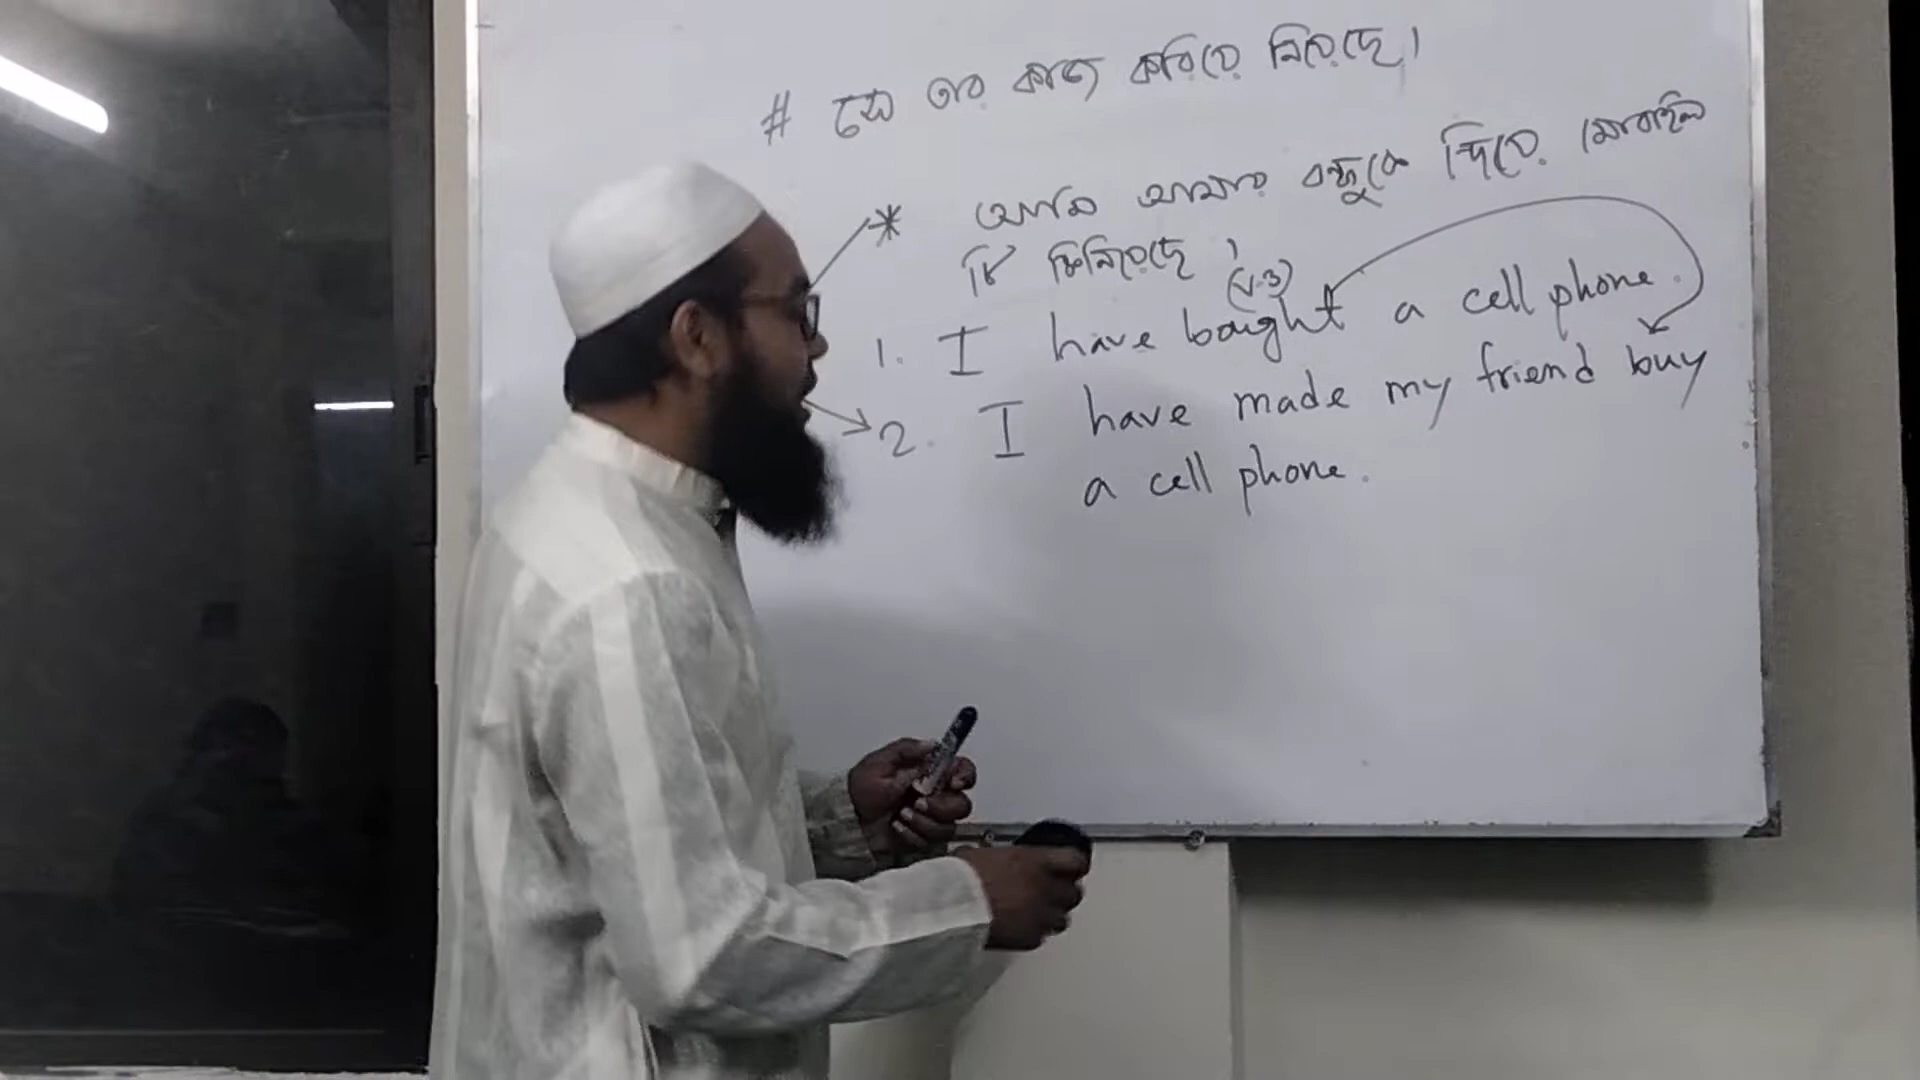 # সে তার কাজ করিয়ে নিয়েছে।
* আমি আমার বন্ধুকে দিয়ে মোবাইল
টি কিনিয়েছি।
(V-3)
1. I have bought a cell phone.
2. I have made my friend buy
a cell phone.